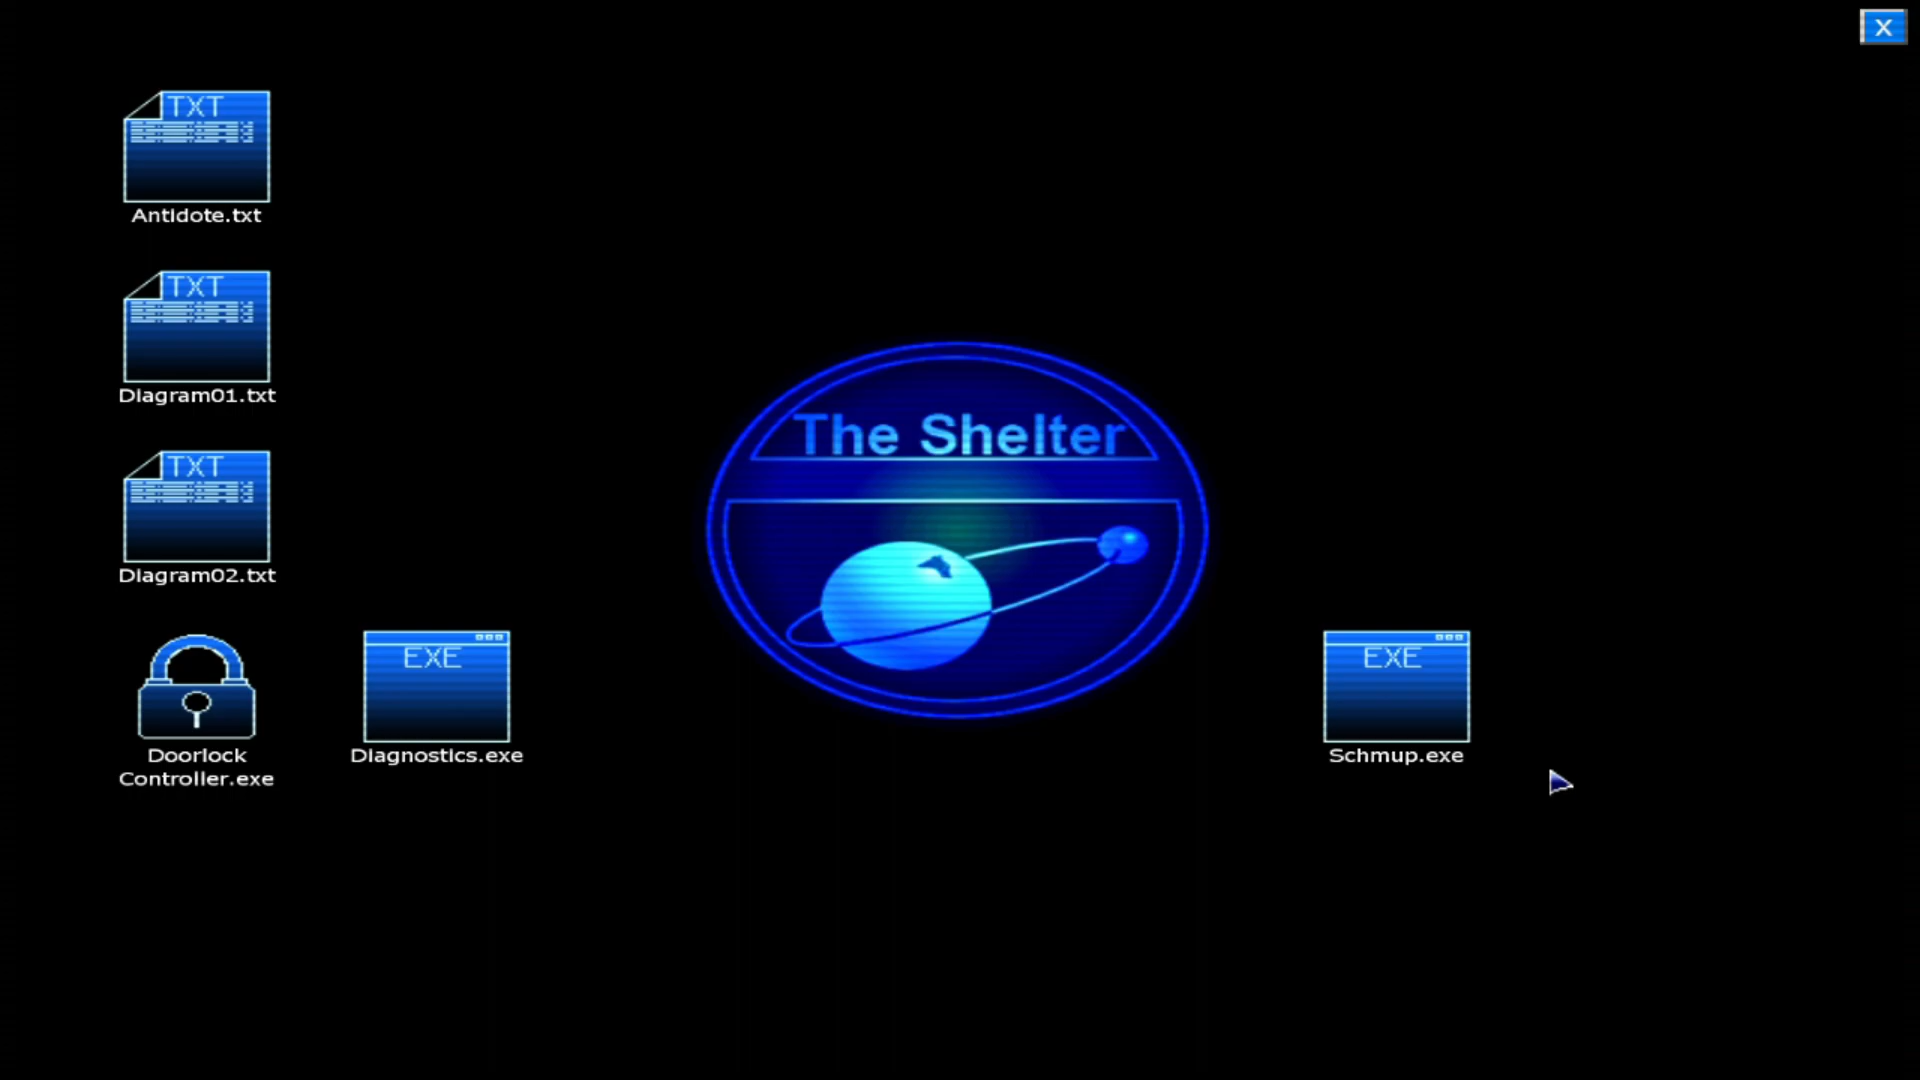 X
TXT
Antidote.txt
TXT
Diagram01.txt
The Shelter
TXT
Diagram02.txt
EXE
EXE
Doorlock
Controller.exe
Diagnostics.exe
Schmup.exe